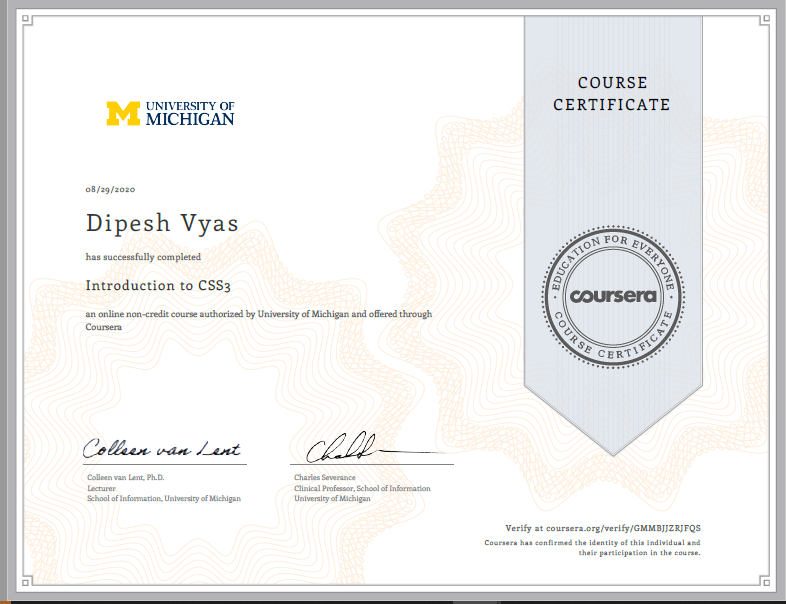 COURSE
CERTIFICATE
UNIVERSITY OF
MICHIGAN
08/29/2020
Dipesh Vyas
has successfully completed
Introduction to CSS3
an online non-credit course authorized by University of Michigan and offered through
Coursera
EDUCATION FOR EVERYONE
coursera
COURSE CERTIFICATE
Colleen van Lent
Colleen van Lent, Ph.D.
Lecturer
School of Information, University of Michigan
Charles Severance
Clinical Professor, School of Information
University of Michigan
Verify at coursera.org/verify/GMMBJJZRJFQS
Coursera has confirmed the identity of this individual and
their participation in the course.